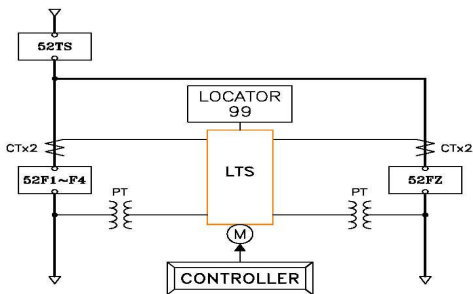 52TS
LOCATOR
99
CTx2
CTx2
LTS
52F1~F4
52FZ
PT
PT
M
CONTROLLER